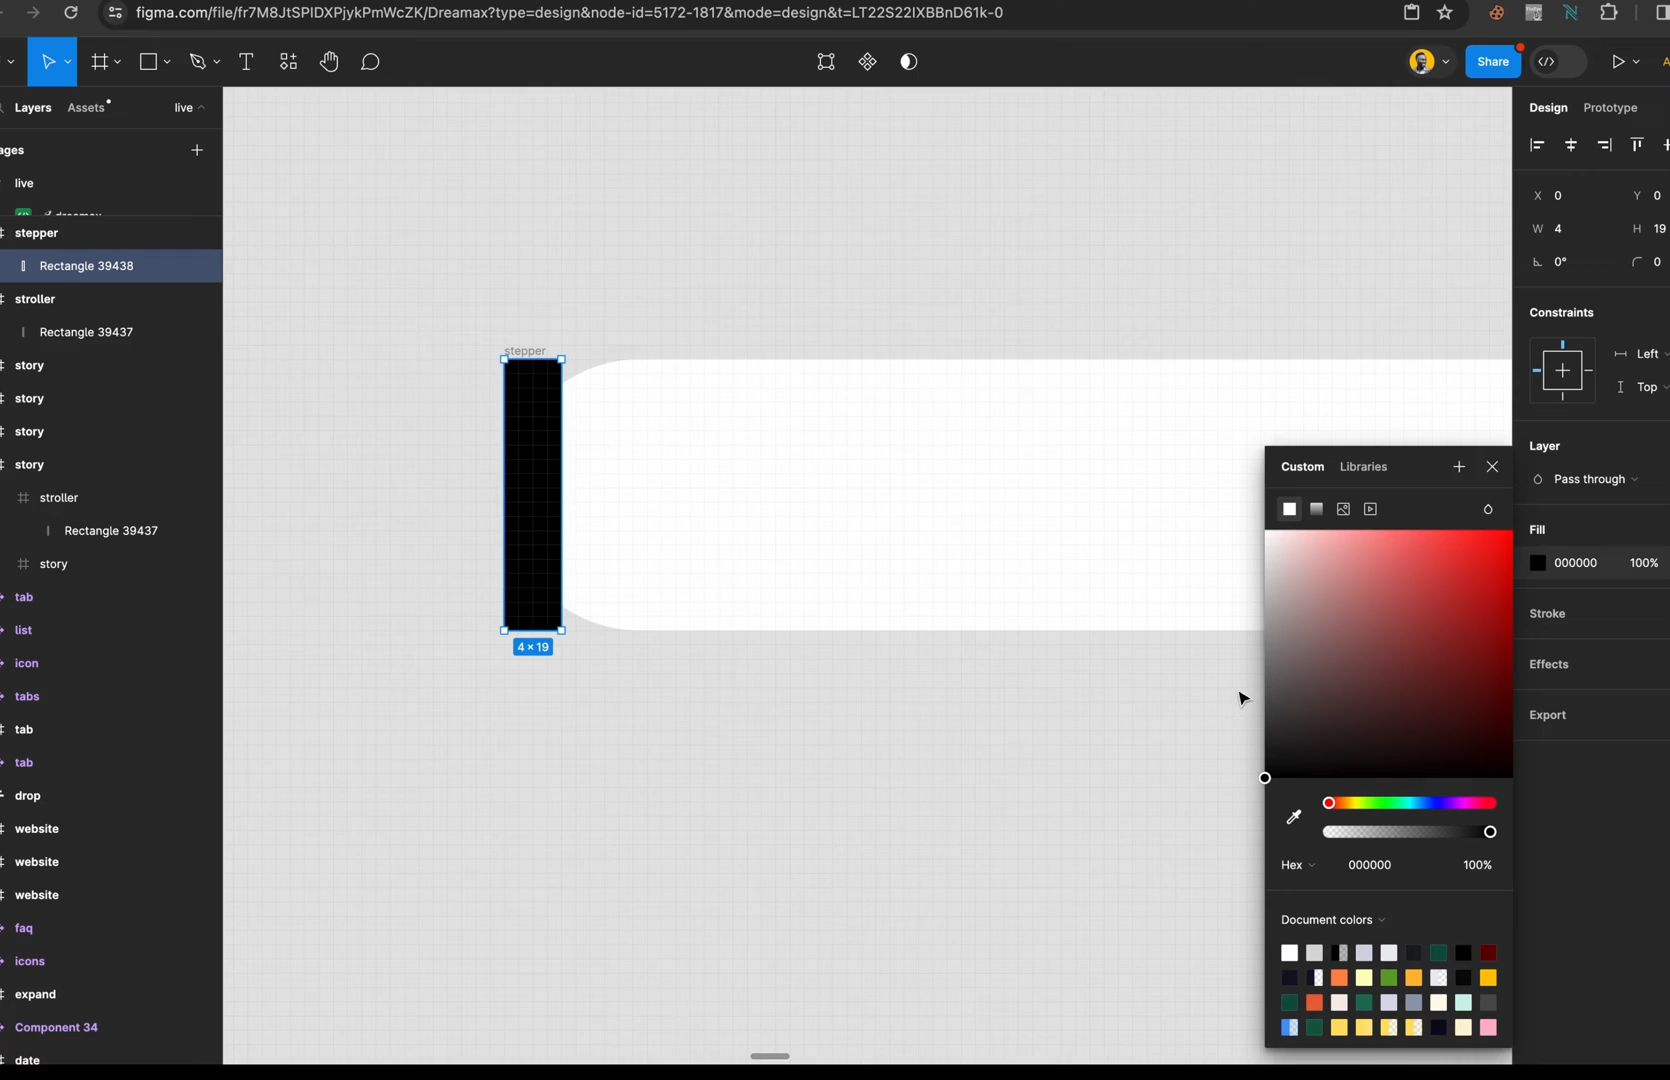 figma.com/file/fr7M8JtSPIDXPjykPmWcZK/Dreamax?type=design&node-id=5172-1817&mode=design&t=LT22S22IXBBnD61k-0
Share
Layers Assets live
ages
live
dreamax
stepper
Rectangle 39438
stroller
Rectangle 39437
story
story
story
story
stroller
Rectangle 39437
story
tab
list
icon
tabs
tab
tab
drop
website
website
website
faq
icons
expand
Component 34
date
stepper
4 × 19
Custom Libraries
Hex 000000 100%
Document colors
Design Prototype
X 0 Y 0
W 4 H 19
0° 0
Constraints
Left
Top
Layer
Pass through
Fill
000000 100%
Stroke
Effects
Export